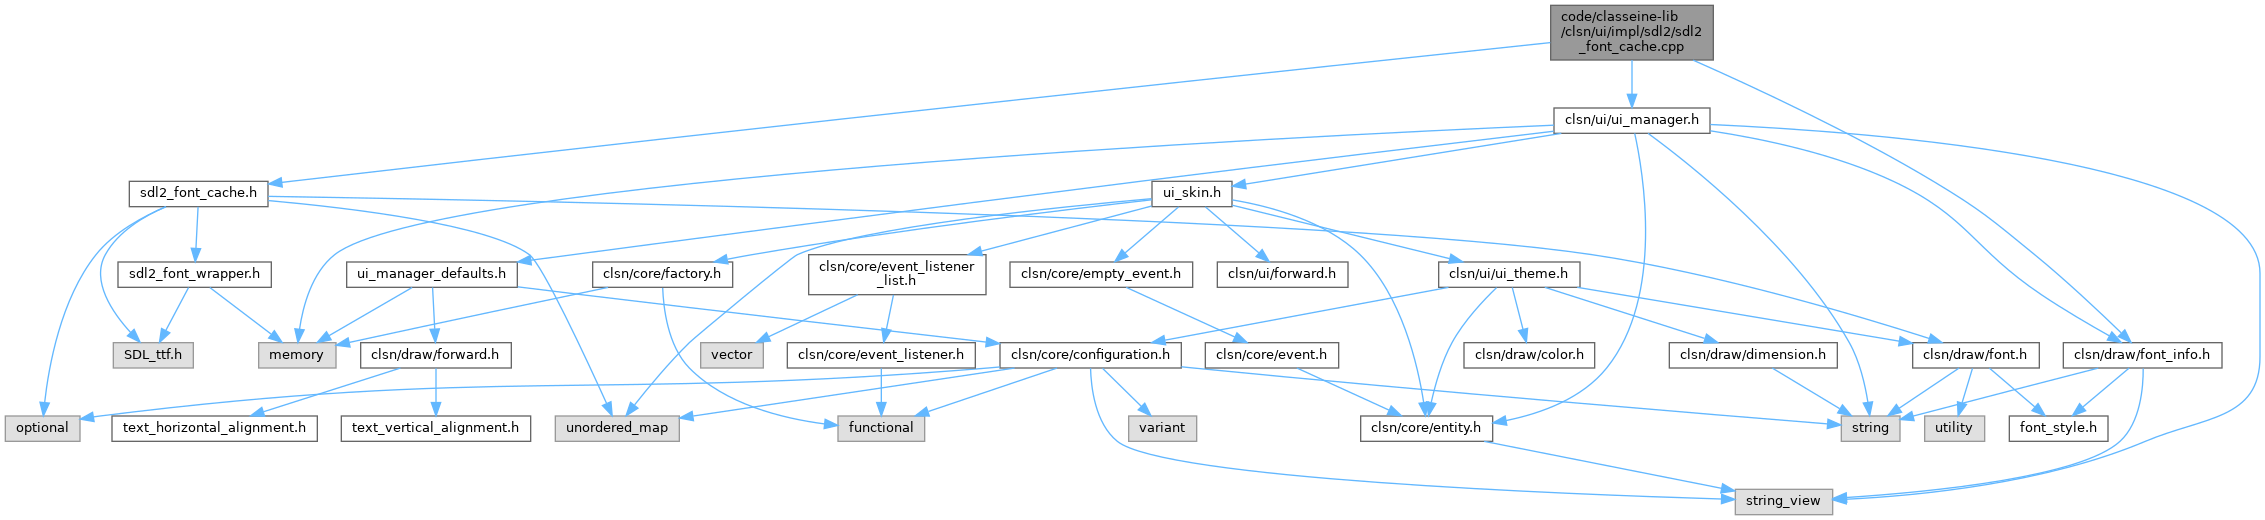 code/classeine-lib
/clsn/ui/impl/sdl2/sdl2
_font_cache.cpp
clsn/ui/ui_manager.h
sdl2_font_cache.h
ui_skin.h
sdl2_font_wrapper.h
ui_manager_defaults.h
clsn/core/factory.h
clsn/core/event_listener
_list.h
clsn/core/empty_event.h
clsn/ui/forward.h
clsn/ui/ui_theme.h
SDL_ttf.h
memory
clsn/draw/forward.h
vector
clsn/core/event_listener.h
clsn/core/configuration.h
clsn/core/event.h
clsn/draw/color.h
clsn/draw/dimension.h
clsn/draw/font.h
clsn/draw/font_info.h
optional
text_horizontal_alignment.h
text_vertical_alignment.h
unordered_map
functional
variant
clsn/core/entity.h
string
utility
font_style.h
string_view